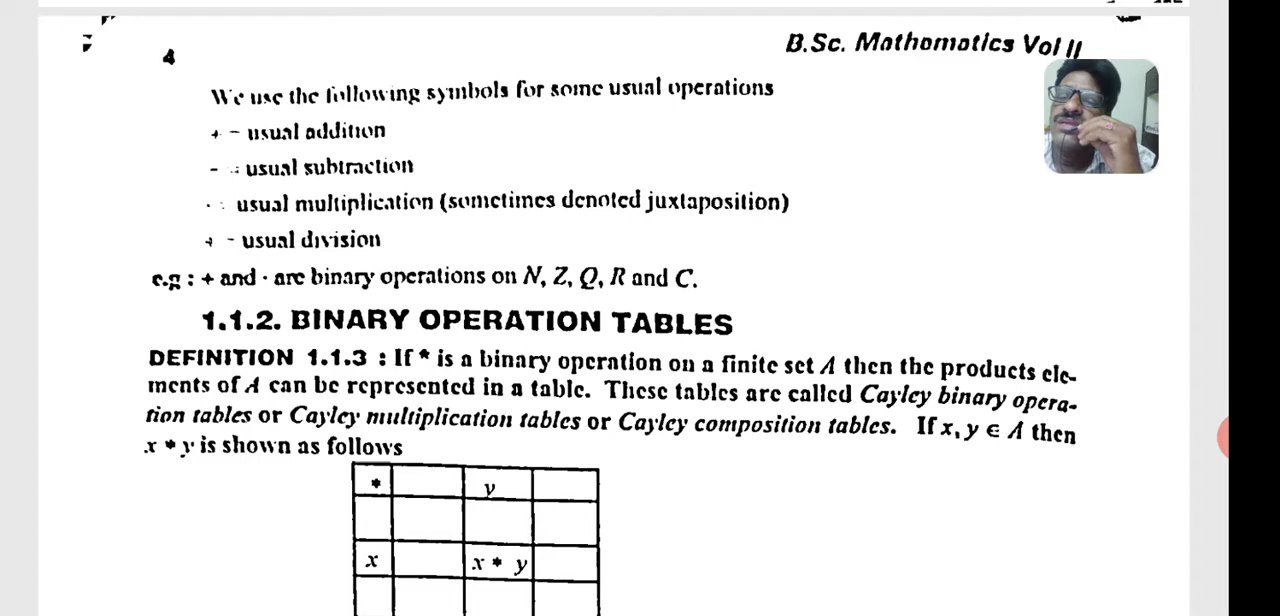 4
B.Sc. Mathematics Vol II
We use the following symbols for some usual operations
+ - usual addition
- : usual subtraction
· : usual multiplication (sometimes denoted juxtaposition)
+ - usual division
e.g : + and · are binary operations on N, Z, Q, R and C.
1.1.2. BINARY OPERATION TABLES
DEFINITION 1.1.3 : If * is a binary operation on a finite set A then the products ele-
ments of A can be represented in a table. These tables are called Cayley binary opera-
tion tables or Cayley multiplication tables or Cayley composition tables. If x, y ∈ A then
x * y is shown as follows
* y
x x * y